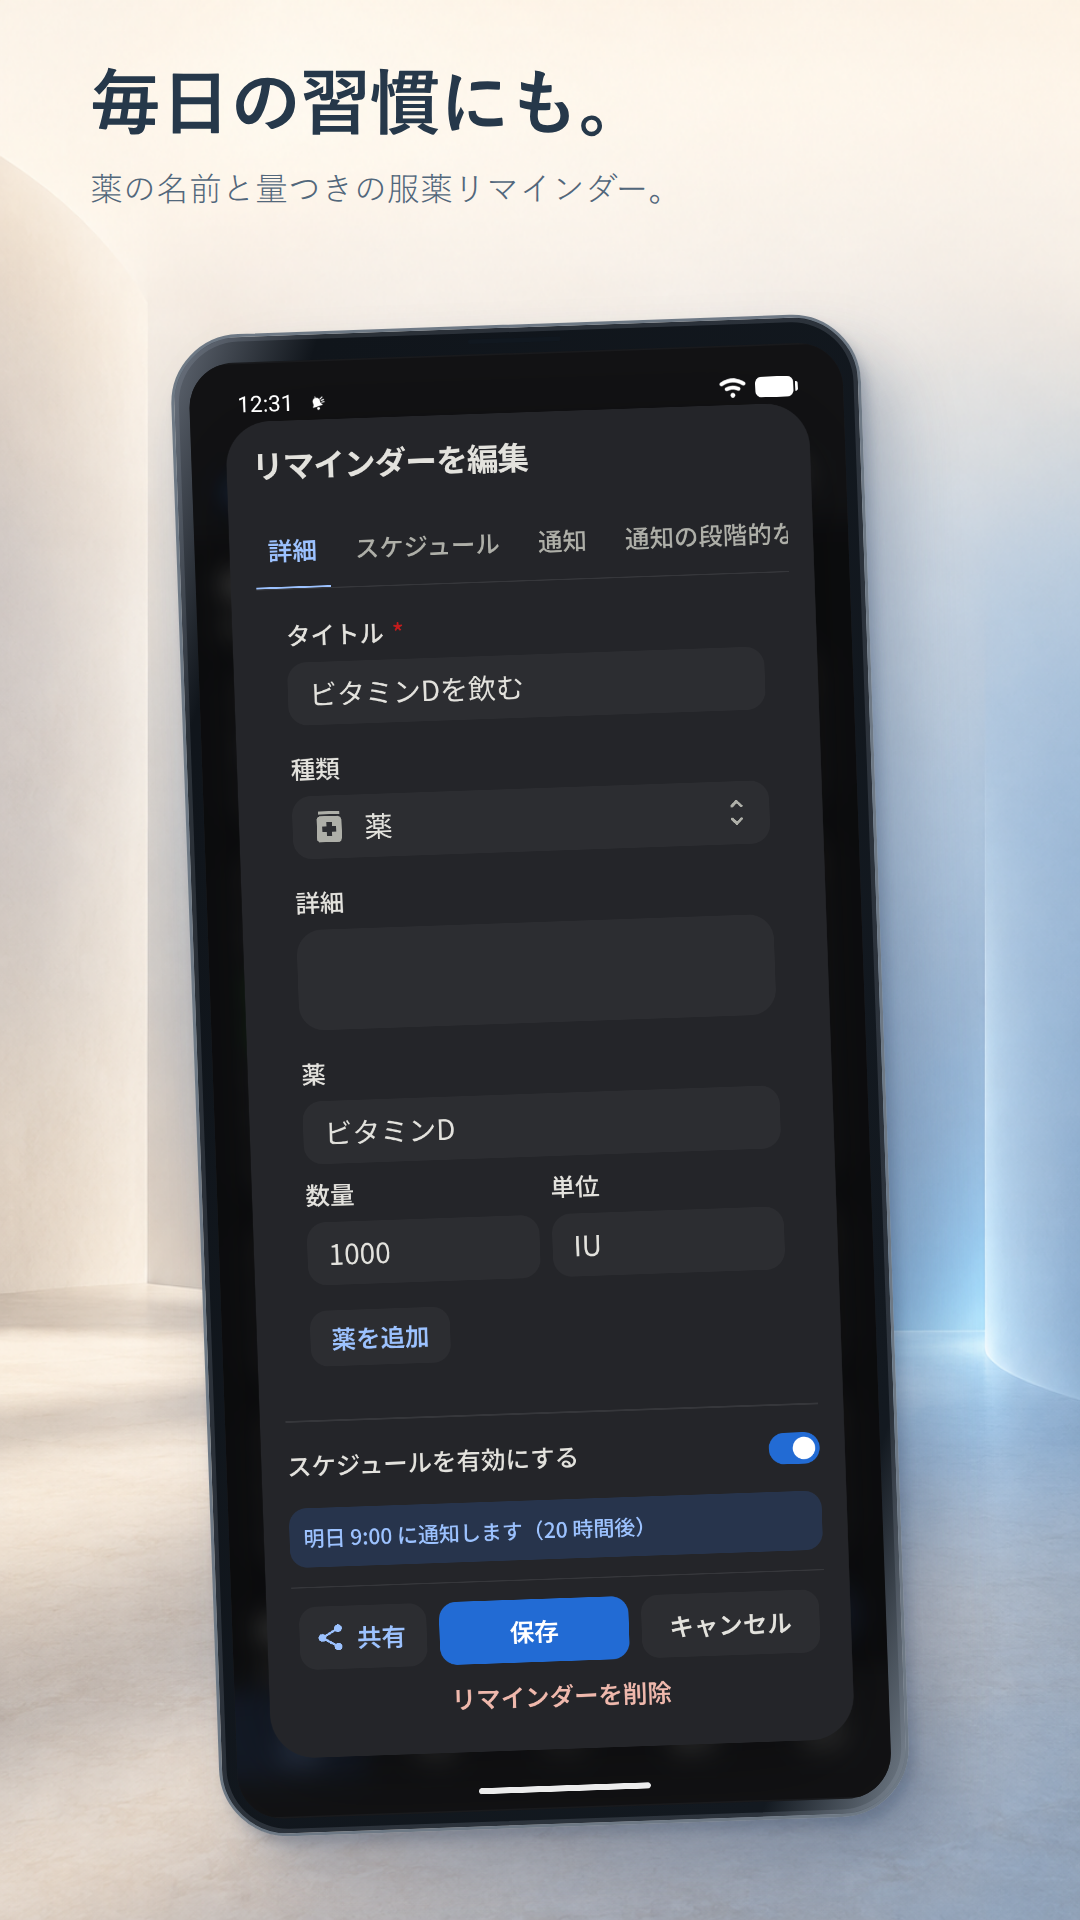 毎日の習慣にも。
薬の名前と量つきの服薬リマインダー。
12:31
リマインダーを編集
詳細 スケジュール 通知 通知の段階的な
タイトル *
ビタミンDを飲む
種類
薬
詳細
薬
ビタミンD
数量 単位
1000 IU
薬を追加
スケジュールを有効にする
明日 9:00 に通知します（20 時間後）
共有 保存 キャンセル
リマインダーを削除